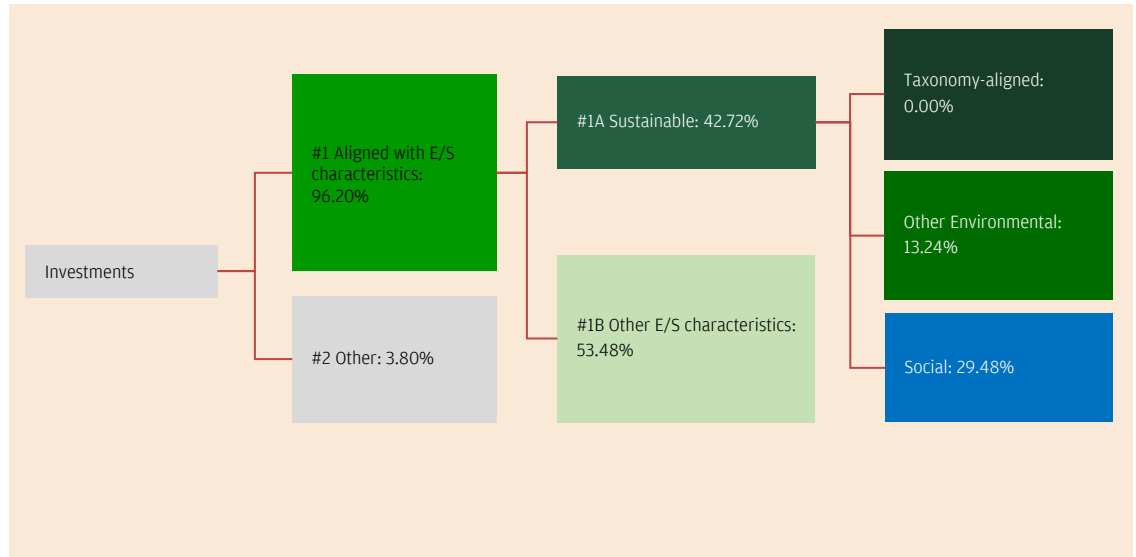 Investments
#1 Aligned with E/S
characteristics:
96.20%
#2 Other: 3.80%
#1A Sustainable: 42.72%
#1B Other E/S characteristics:
53.48%
Taxonomy-aligned:
0.00%
Other Environmental:
13.24%
Social: 29.48%